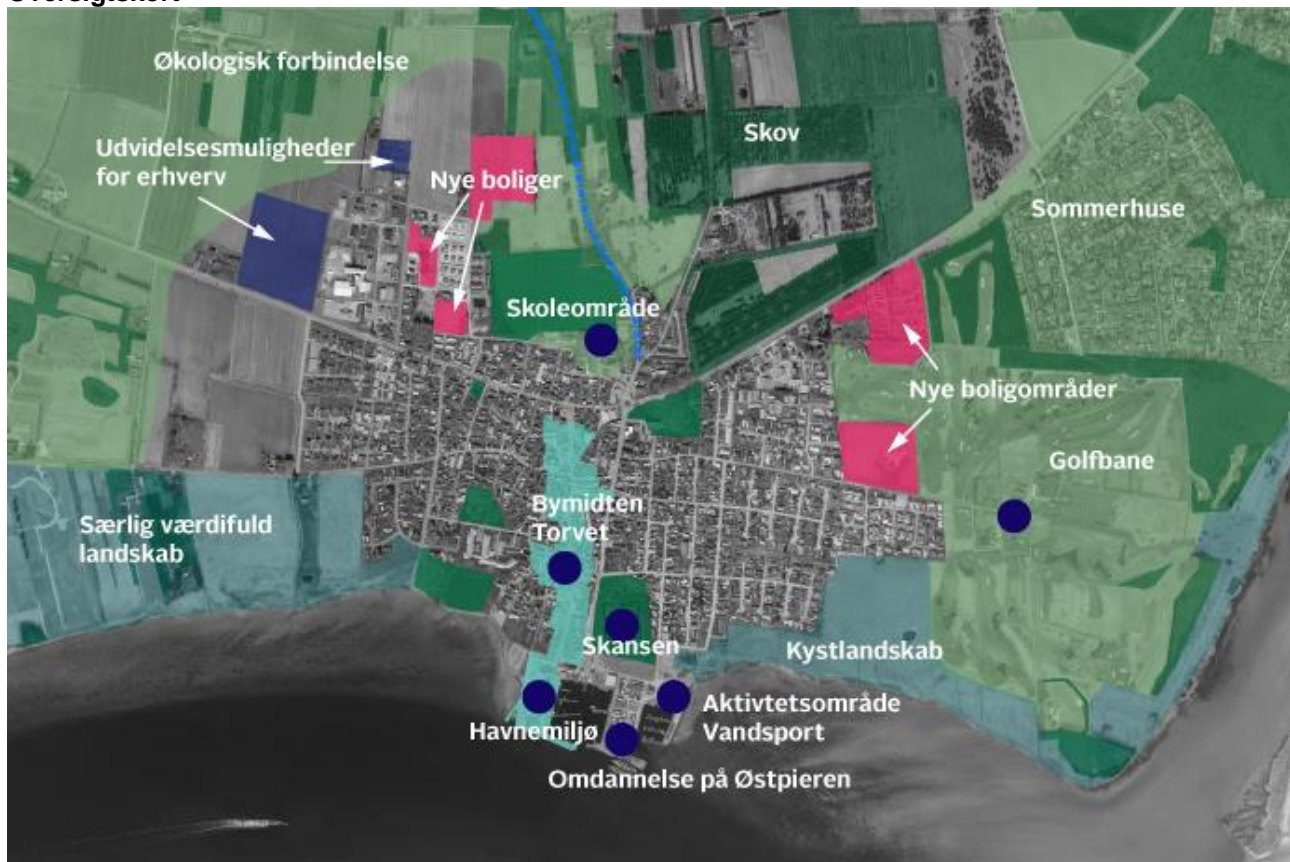 Oversigtskort
Økologisk forbindelse
Udvidelsesmuligheder
for erhverv
Nye boliger
Skov
Sommerhuse
Skoleområde
Nye boligområder
Golfbane
Bymidten
Torvet
Særlig værdifuld
landskab
Skansen
Kystlandskab
Havnemiljø
Aktivtetsområde
Vandsport
Omdannelse på Østpieren